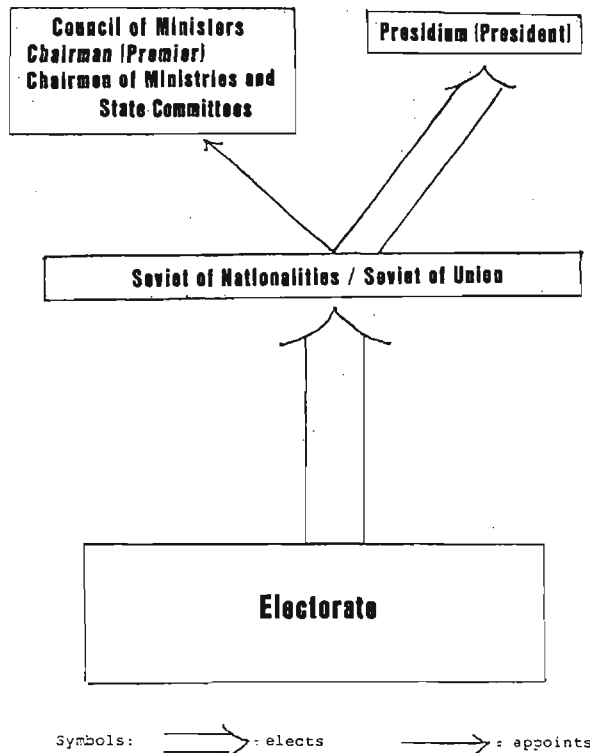 Council of Ministers
Chairman (Premier)
Chairmen of Ministries and
State Committees
Presidium (President)
Soviet of Nationalities / Soviet of Union
Electorate
Symbols: = elects = appoints